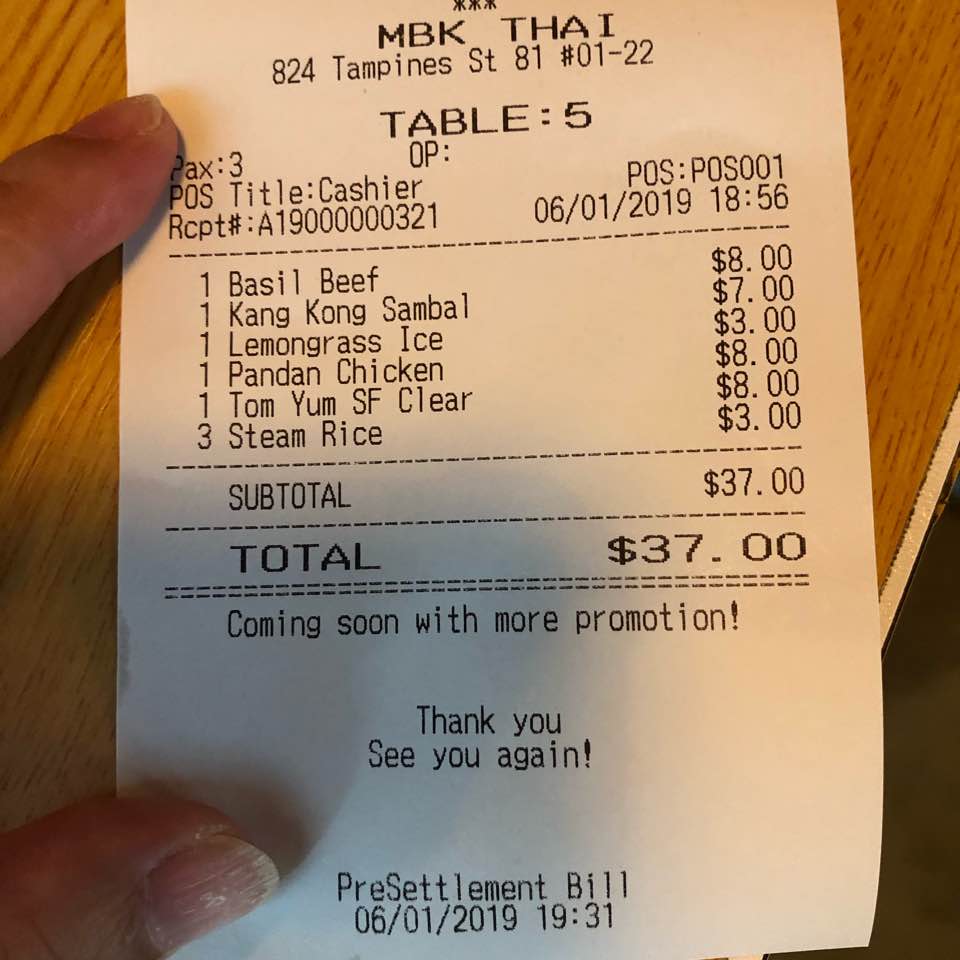 ***
MBK THAI
824 Tampines St 81 #01-22
TABLE:5
Pax:3 OP:
POS Title:Cashier POS:POS001
Rcpt#:A19000000321 06/01/2019 18:56
1 Basil Beef $8.00
1 Kang Kong Sambal $7.00
1 Lemongrass Ice $3.00
1 Pandan Chicken $8.00
1 Tom Yum SF Clear $8.00
3 Steam Rice $3.00
SUBTOTAL $37.00
TOTAL $37.00
Coming soon with more promotion!
Thank you
See you again!
PreSettlement Bill
06/01/2019 19:31